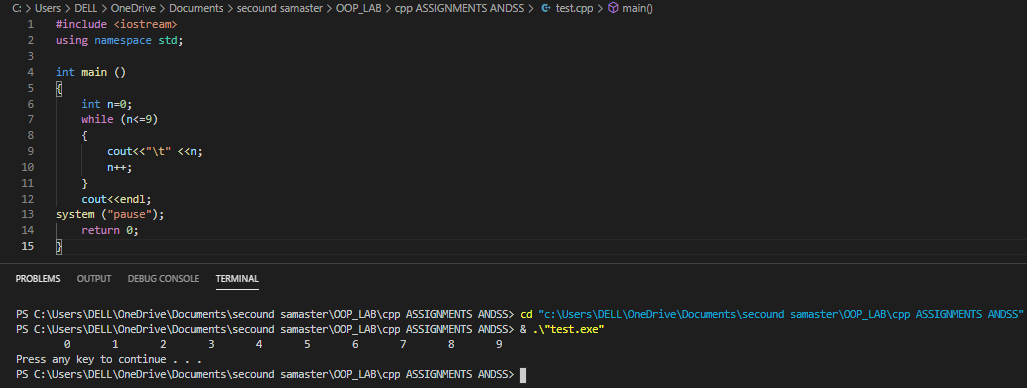 C: > Users > DELL > OneDrive > Documents > secound samaster > OOP_LAB > cpp ASSIGNMENTS ANDSS > test.cpp > main()
1 #include <iostream>
2 using namespace std;
3
4 int main ()
5 {
6 int n=0;
7 while (n<=9)
8 {
9 cout<<"\t" <<n;
10 n++;
11 }
12 cout<<endl;
13 system ("pause");
14 return 0;
15 }
PROBLEMS OUTPUT DEBUG CONSOLE TERMINAL
PS C:\Users\DELL\OneDrive\Documents\secound samaster\OOP_LAB\cpp ASSIGNMENTS ANDSS> cd "c:\Users\DELL\OneDrive\Documents\secound samaster\OOP_LAB\cpp ASSIGNMENTS ANDSS"
PS C:\Users\DELL\OneDrive\Documents\secound samaster\OOP_LAB\cpp ASSIGNMENTS ANDSS> & .\"test.exe"
0 1 2 3 4 5 6 7 8 9
Press any key to continue . . .
PS C:\Users\DELL\OneDrive\Documents\secound samaster\OOP_LAB\cpp ASSIGNMENTS ANDSS>